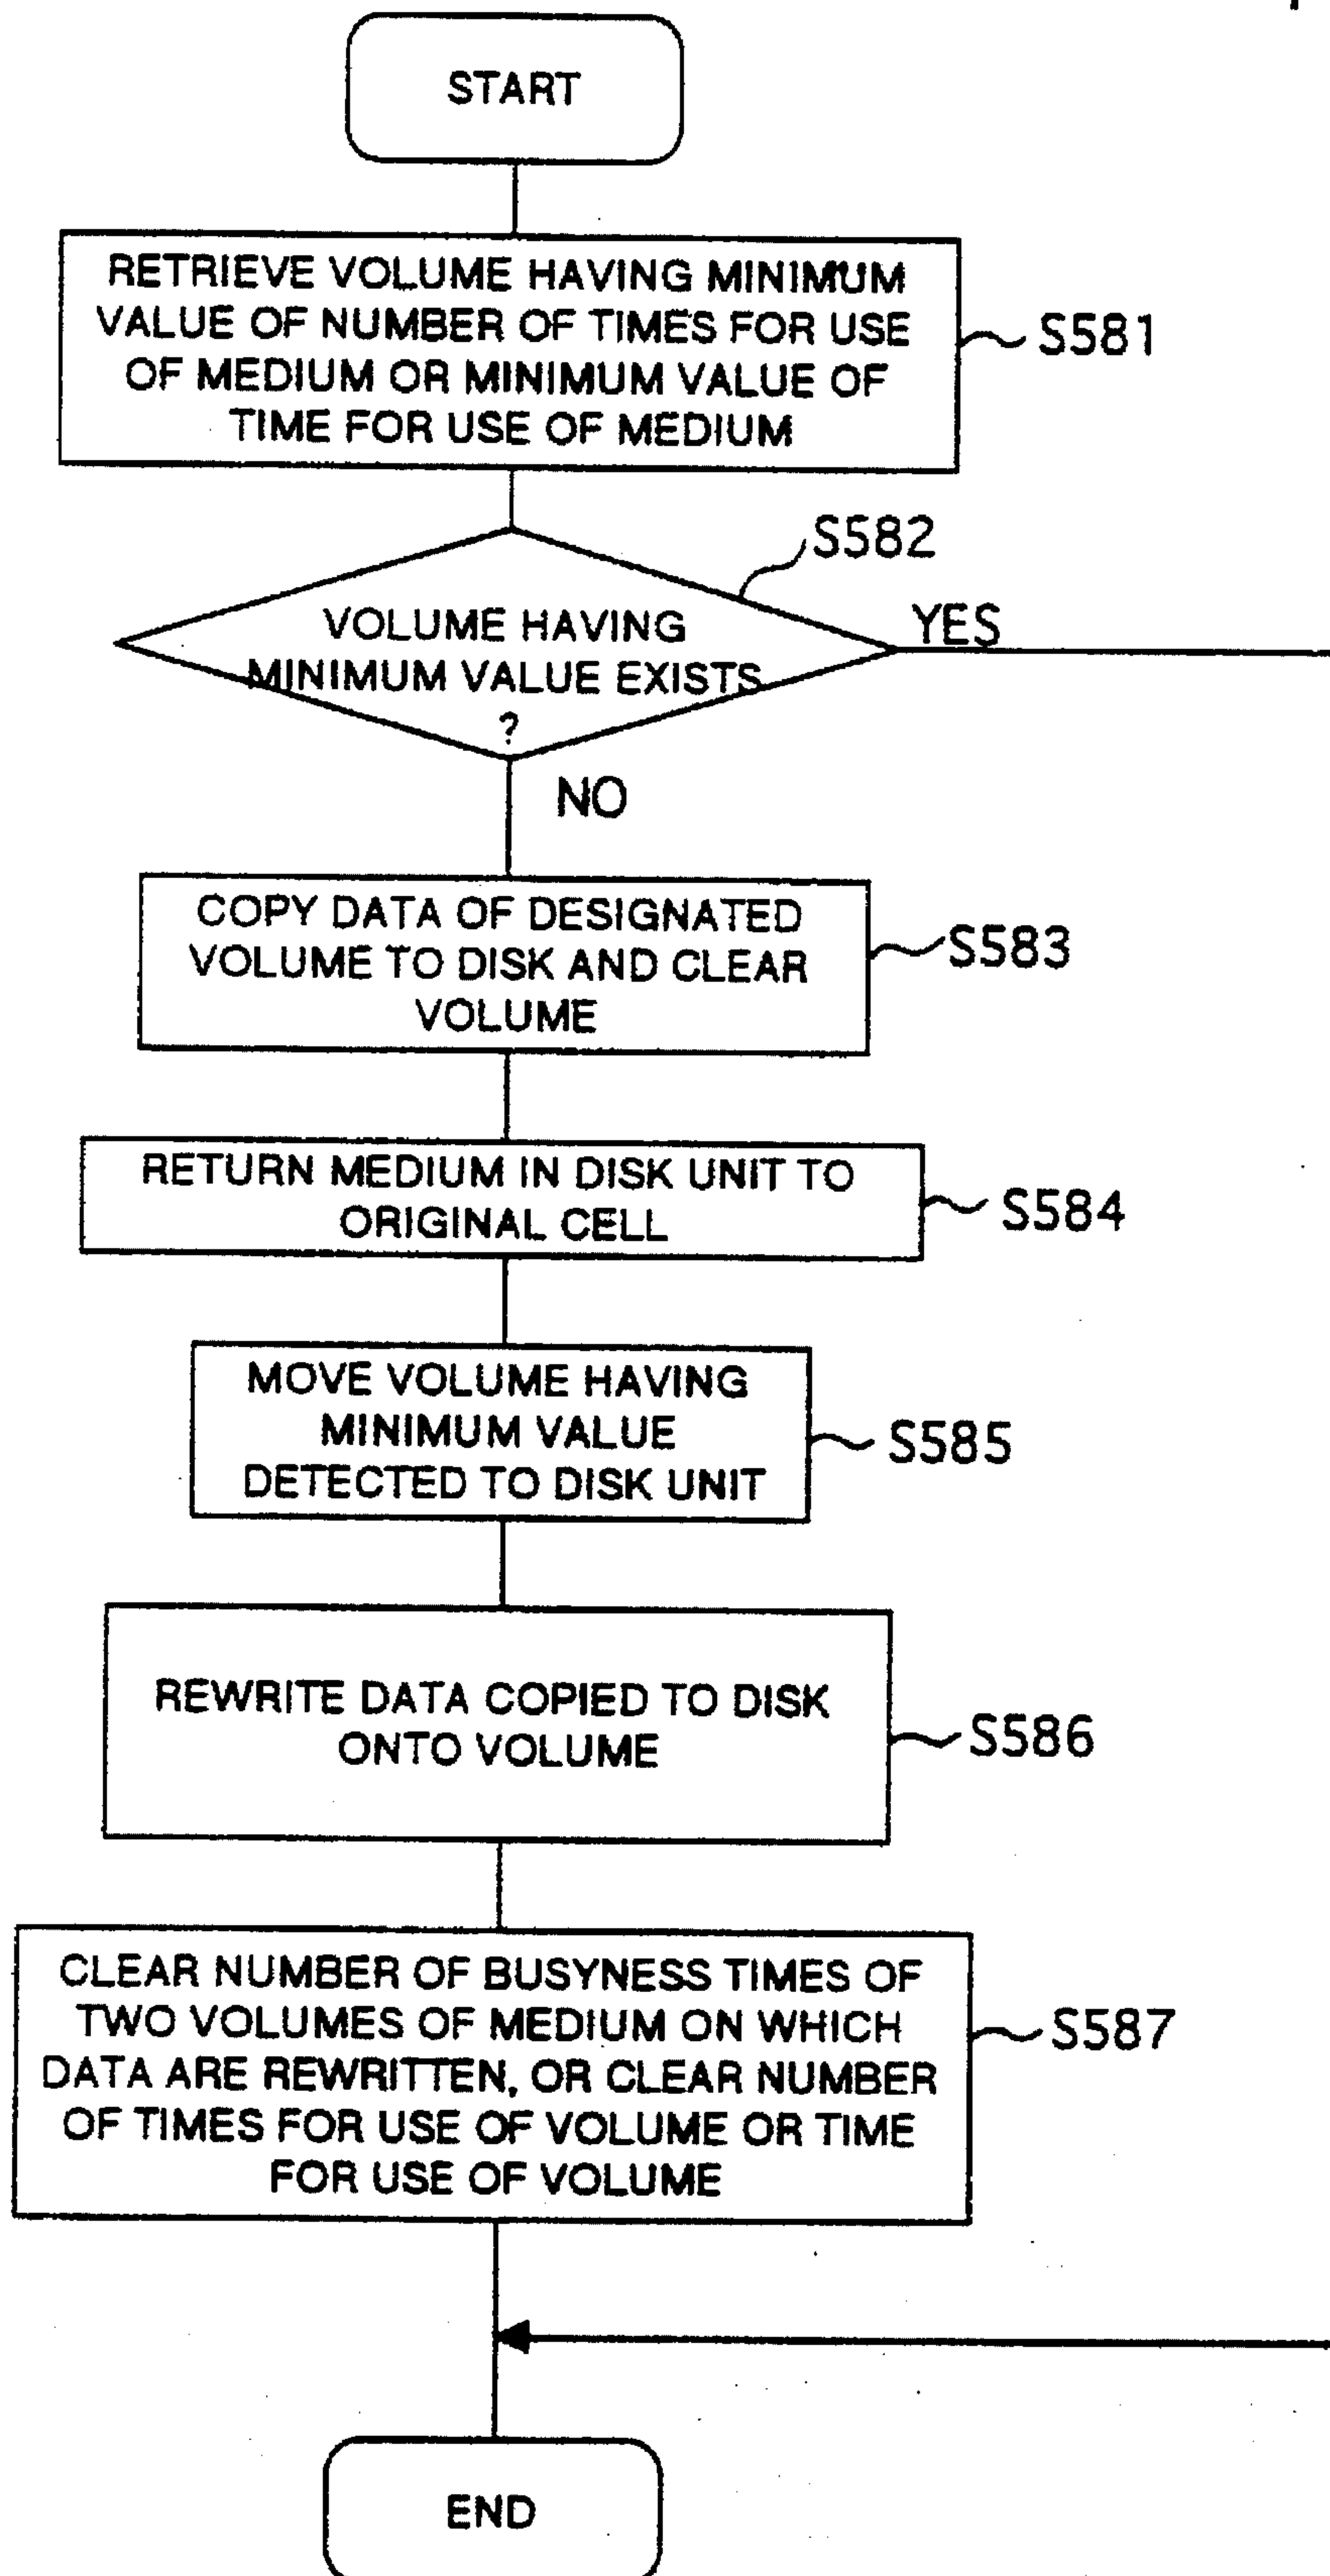 START
RETRIEVE VOLUME HAVING MINIMUM
VALUE OF NUMBER OF TIMES FOR USE
OF MEDIUM OR MINIMUM VALUE OF
TIME FOR USE OF MEDIUM
S581
S582
VOLUME HAVING
MINIMUM VALUE EXISTS
?
YES
NO
COPY DATA OF DESIGNATED
VOLUME TO DISK AND CLEAR
VOLUME
S583
RETURN MEDIUM IN DISK UNIT TO
ORIGINAL CELL
S584
MOVE VOLUME HAVING
MINIMUM VALUE
DETECTED TO DISK UNIT
S585
REWRITE DATA COPIED TO DISK
ONTO VOLUME
S586
CLEAR NUMBER OF BUSYNESS TIMES OF
TWO VOLUMES OF MEDIUM ON WHICH
DATA ARE REWRITTEN, OR CLEAR NUMBER
OF TIMES FOR USE OF VOLUME OR TIME
FOR USE OF VOLUME
S587
END